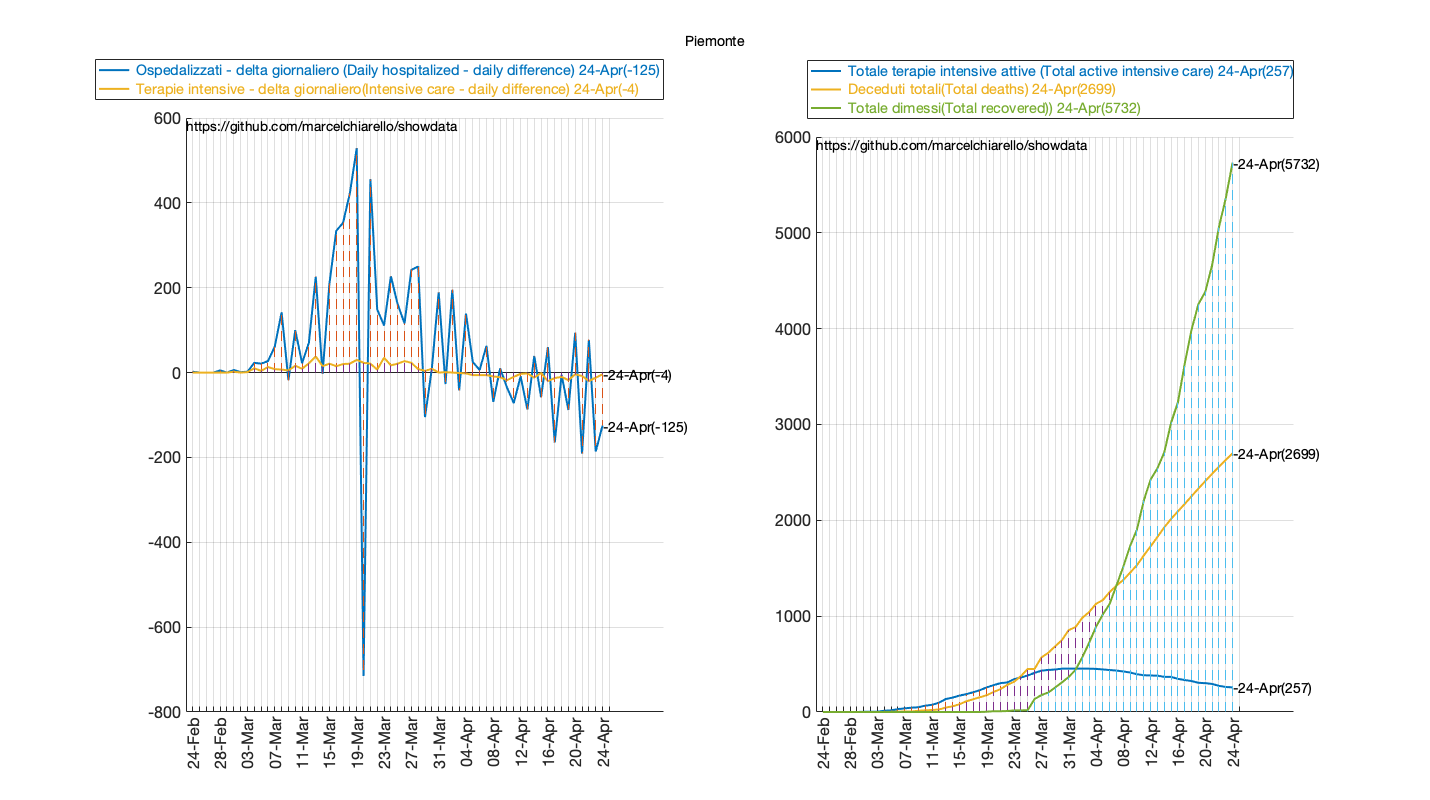 Piemonte
Ospedalizzati - delta giornaliero (Daily hospitalized - daily difference) 24-Apr(-125)
Terapie intensive - delta giornaliero(Intensive care - daily difference) 24-Apr(-4)
https://github.com/marcelchiarello/showdata
600
400
200
0
-200
-400
-600
-800
-24-Apr(-4)
-24-Apr(-125)
24-Feb
28-Feb
03-Mar
07-Mar
11-Mar
15-Mar
19-Mar
23-Mar
27-Mar
31-Mar
04-Apr
08-Apr
12-Apr
16-Apr
20-Apr
24-Apr
Totale terapie intensive attive (Total active intensive care) 24-Apr(257)
Deceduti totali(Total deaths) 24-Apr(2699)
Totale dimessi(Total recovered)) 24-Apr(5732)
https://github.com/marcelchiarello/showdata
6000
5000
4000
3000
2000
1000
0
-24-Apr(5732)
-24-Apr(2699)
-24-Apr(257)
24-Feb
28-Feb
03-Mar
07-Mar
11-Mar
15-Mar
19-Mar
23-Mar
27-Mar
31-Mar
04-Apr
08-Apr
12-Apr
16-Apr
20-Apr
24-Apr